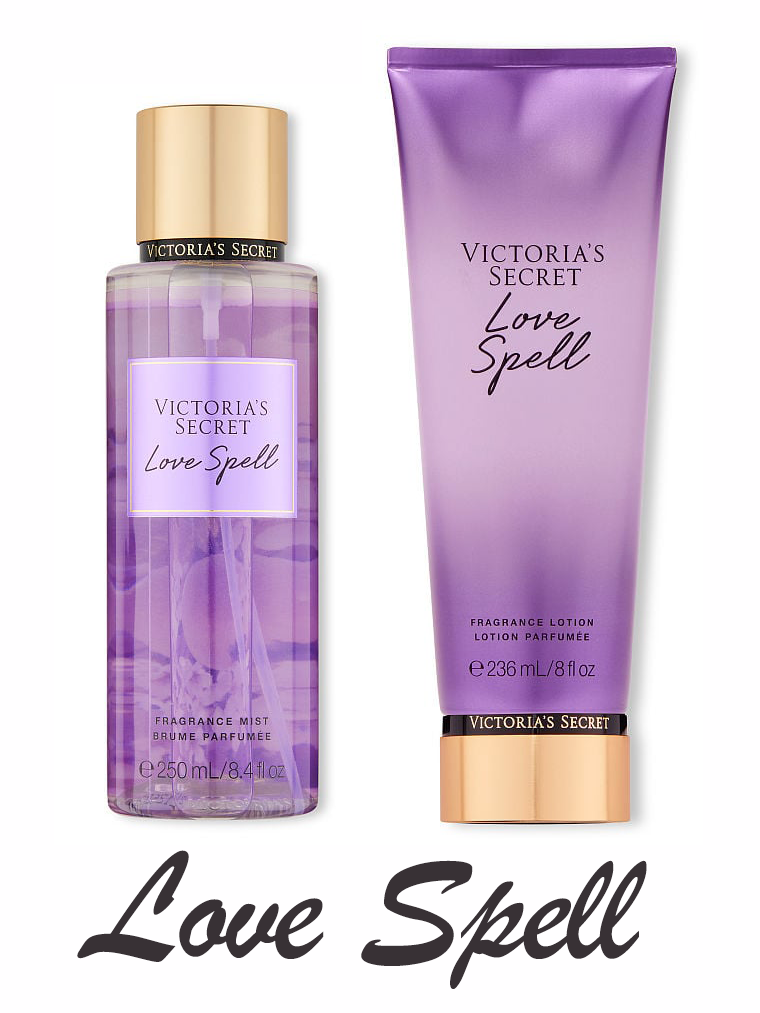 VICTORIA'S SECRET
VICTORIA'S
SECRET
Love Spell
FRAGRANCE MIST
BRUME PARFUMÉE
℮ 250 mL/8.4 fl oz
VICTORIA'S
SECRET
Love
Spell
FRAGRANCE LOTION
LOTION PARFUMÉE
℮ 236 mL/8 fl oz
VICTORIA'S SECRET
Love Spell